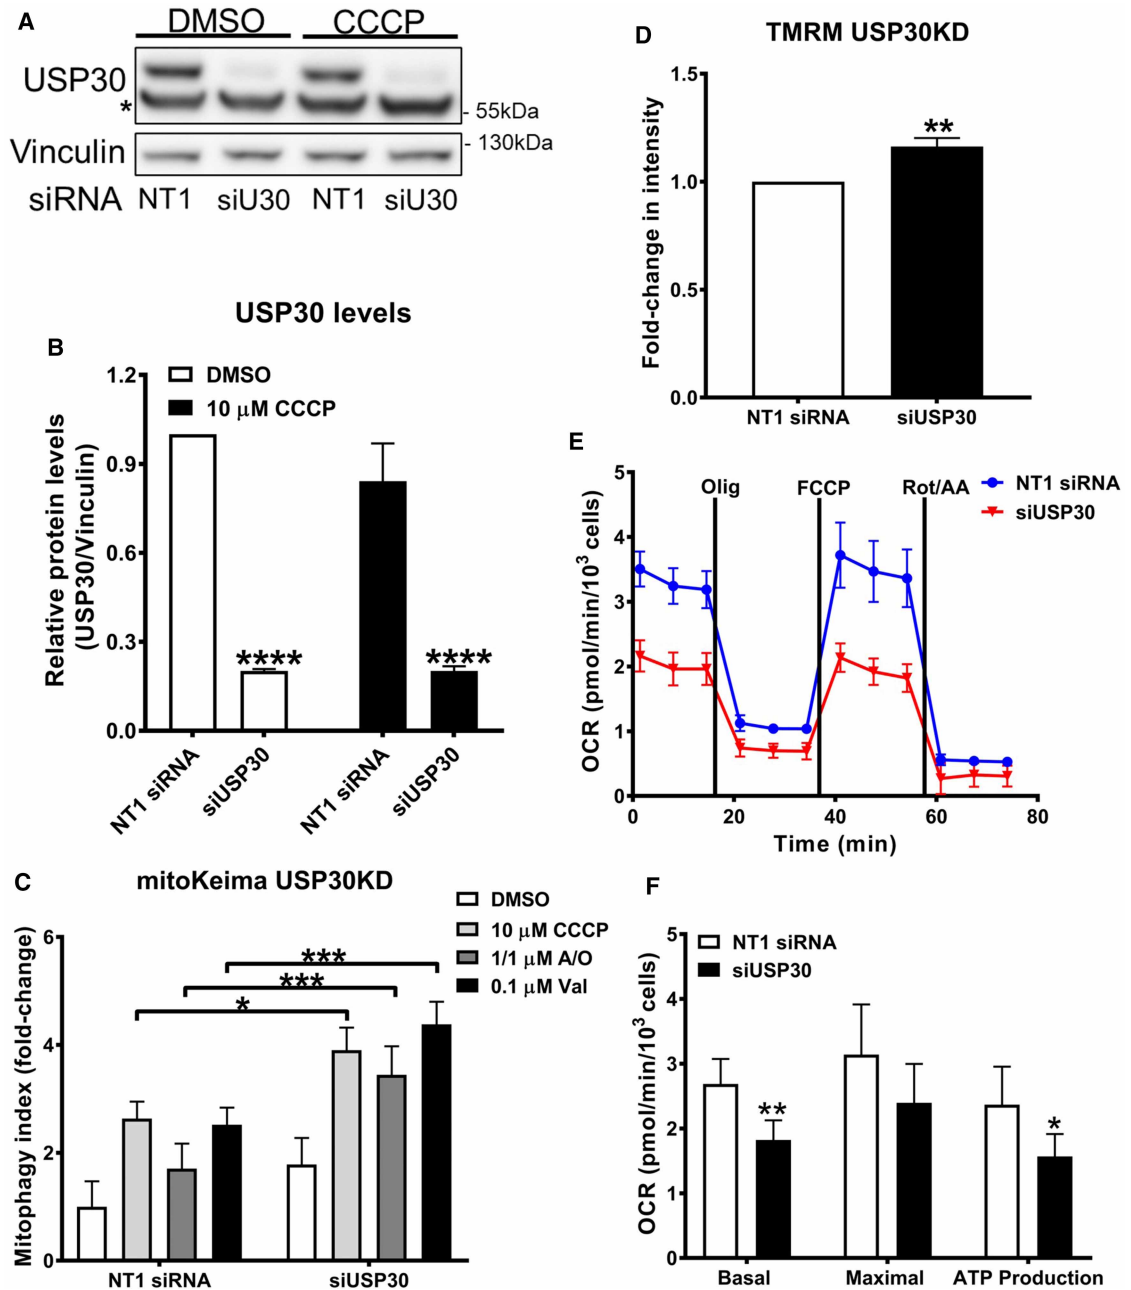 A
DMSO CCCP
USP30
*
- 55kDa
- 130kDa
Vinculin
siRNA NT1 siU30 NT1 siU30
B
USP30 levels
DMSO
10 μM CCCP
Relative protein levels
(USP30/Vinculin)
1.2
0.9
0.6
0.3
0.0
**** ****
NT1 siRNA siUSP30 NT1 siRNA siUSP30
C
mitoKeima USP30KD
DMSO
10 μM CCCP
1/1 μM A/O
0.1 μM Val
Mitophagy index (fold-change)
6
4
2
0
***
***
*
NT1 siRNA siUSP30
D
TMRM USP30KD
Fold-change in intensity
1.5
1.0
0.5
0.0
**
NT1 siRNA siUSP30
E
NT1 siRNA
siUSP30
Olig FCCP Rot/AA
OCR (pmol/min/10³ cells)
5
4
3
2
1
0
0 20 40 60 80
Time (min)
F
NT1 siRNA
siUSP30
OCR (pmol/min/10³ cells)
5
4
3
2
1
0
** *
Basal Maximal ATP Production